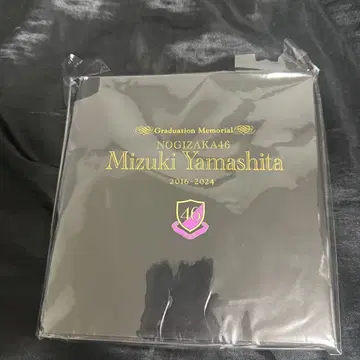 Graduation Memorial
NOGIZAKA46
Mizuki Yamashita
2016-2024
46